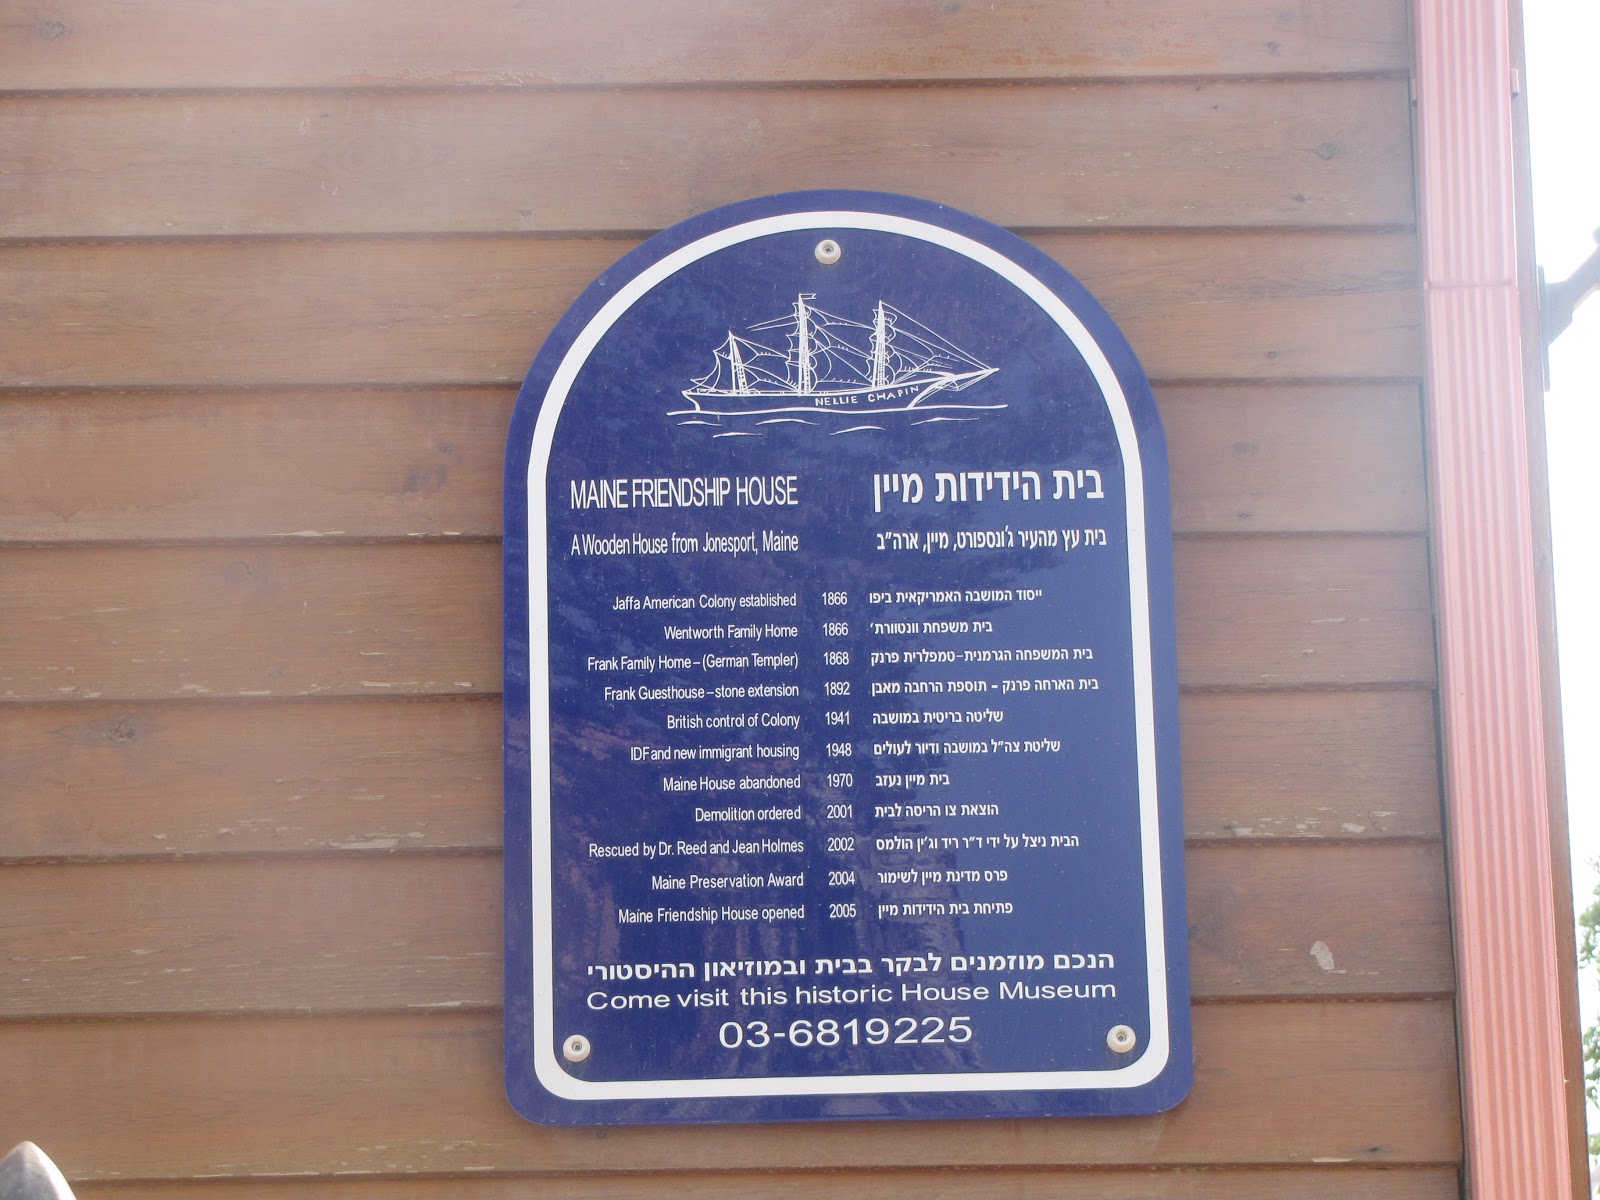 NELLIE CHAPIN
MAINE FRIENDSHIP HOUSE בית הידידות מיין
A Wooden House from Jonesport, Maine בית עץ מהעיר ג'ונספורט, מיין, ארה"ב
Jaffa American Colony established 1866 ייסוד המושבה האמריקאית ביפו
Wentworth Family Home 1866 בית משפחת וונטוורת'
Frank Family Home – (German Templer) 1868 בית המשפחה הגרמנית-טמפלרית פרנק
Frank Guesthouse – stone extension 1892 בית הארחה פרנק - תוספת הרחבה מאבן
British control of Colony 1941 שליטה בריטית במושבה
IDF and new immigrant housing 1948 שליטת צה"ל במושבה ודיור לעולים
Maine House abandoned 1970 בית מיין נעזב
Demolition ordered 2001 הוצאת צו הריסה לבית
Rescued by Dr. Reed and Jean Holmes 2002 הבית ניצל על ידי ד"ר ריד וג'ין הולמס
Maine Preservation Award 2004 פרס מדינת מיין לשימור
Maine Friendship House opened 2005 פתיחת בית הידידות מיין
הנכם מוזמנים לבקר בבית ובמוזיאון ההיסטורי
Come visit this historic House Museum
03-6819225